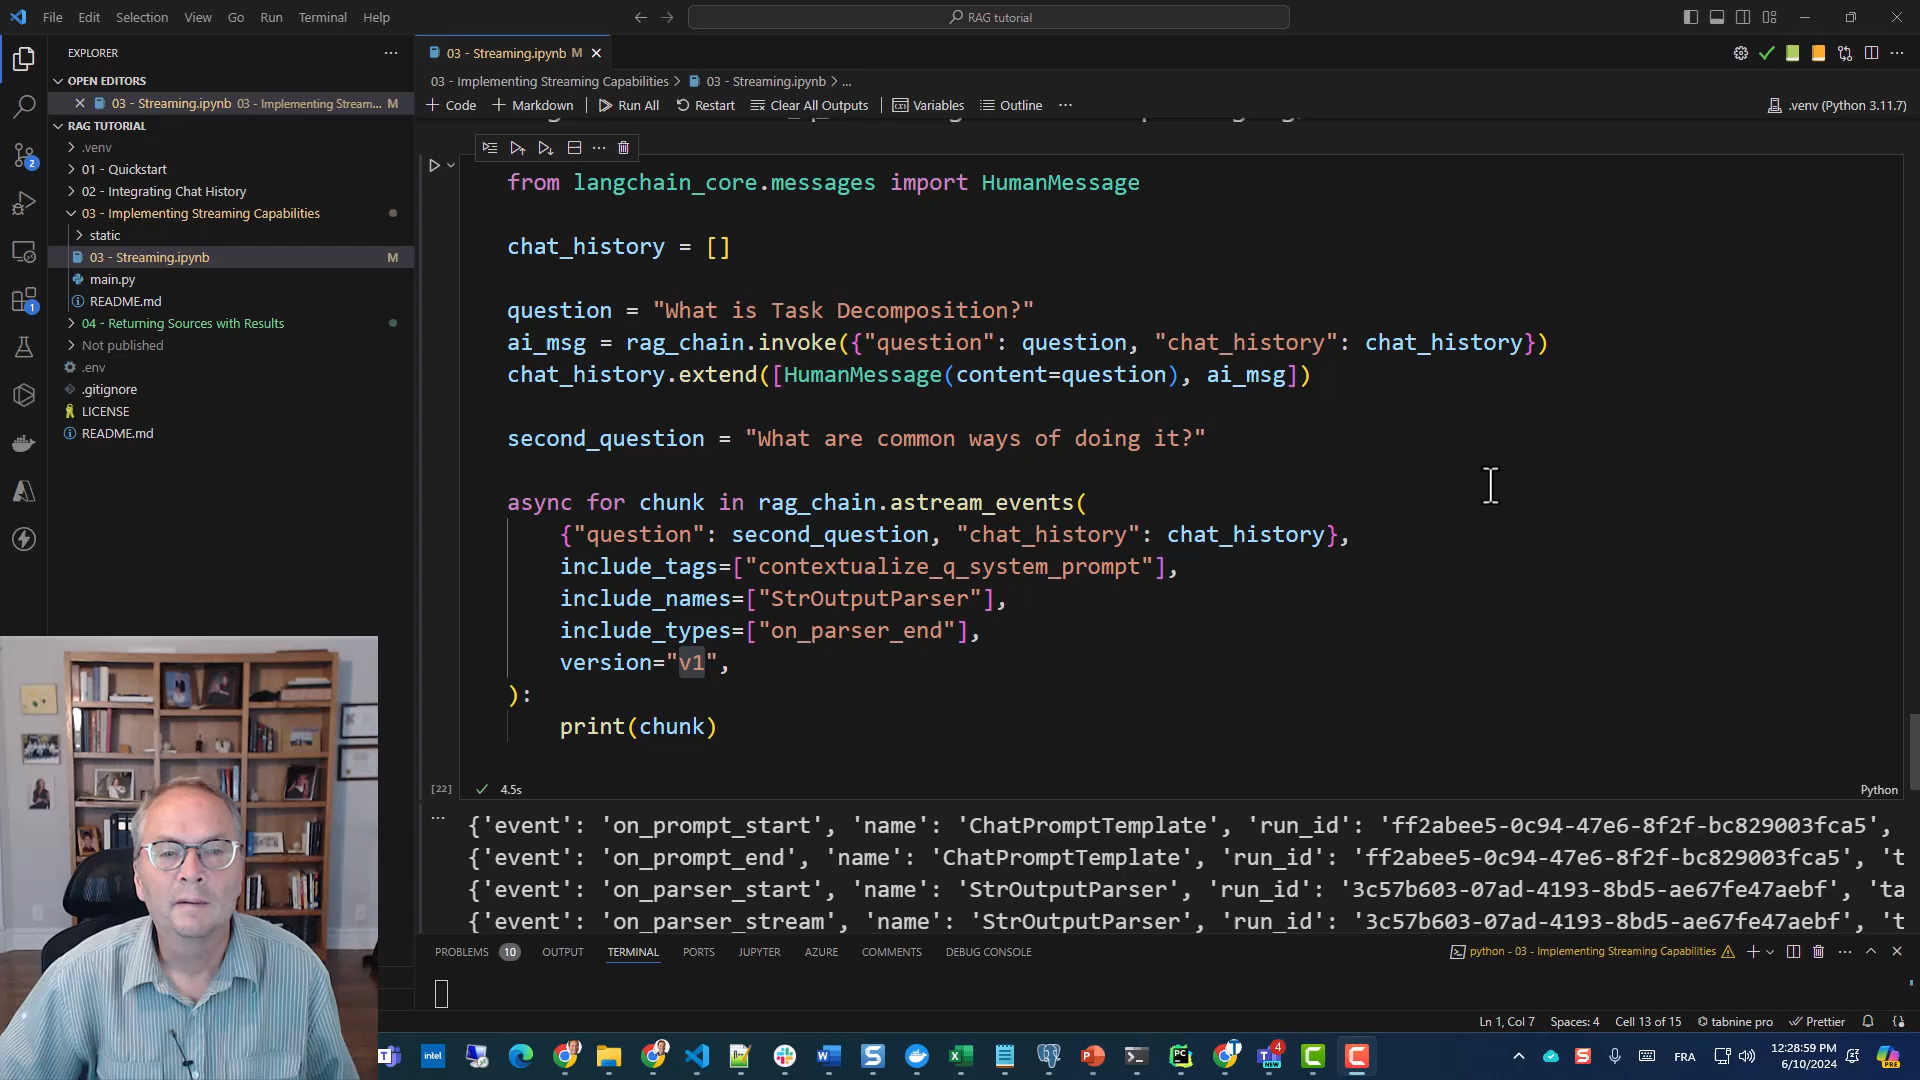 File Edit Selection View Go Run Terminal Help
RAG tutorial
EXPLORER
OPEN EDITORS
03 - Streaming.ipynb 03 - Implementing Stream... M
RAG TUTORIAL
.venv
01 - Quickstart
02 - Integrating Chat History
03 - Implementing Streaming Capabilities
static
03 - Streaming.ipynb M
main.py
README.md
04 - Returning Sources with Results
Not published
.env
.gitignore
LICENSE
README.md
2
1
03 - Streaming.ipynb M
03 - Implementing Streaming Capabilities > 03 - Streaming.ipynb > ...
Code Markdown Run All Restart Clear All Outputs Variables Outline
.venv (Python 3.11.7)
from langchain_core.messages import HumanMessage
chat_history = []
question = "What is Task Decomposition?"
ai_msg = rag_chain.invoke({"question": question, "chat_history": chat_history})
chat_history.extend([HumanMessage(content=question), ai_msg])
second_question = "What are common ways of doing it?"
async for chunk in rag_chain.astream_events(
{"question": second_question, "chat_history": chat_history},
include_tags=["contextualize_q_system_prompt"],
include_names=["StrOutputParser"],
include_types=["on_parser_end"],
version="v1",
):
print(chunk)
[22] 4.5s Python
{'event': 'on_prompt_start', 'name': 'ChatPromptTemplate', 'run_id': 'ff2abee5-0c94-47e6-8f2f-bc829003fca5',
{'event': 'on_prompt_end', 'name': 'ChatPromptTemplate', 'run_id': 'ff2abee5-0c94-47e6-8f2f-bc829003fca5', 't
{'event': 'on_parser_start', 'name': 'StrOutputParser', 'run_id': '3c57b603-07ad-4193-8bd5-ae67fe47aebf', 'ta
{'event': 'on_parser_stream', 'name': 'StrOutputParser', 'run_id': '3c57b603-07ad-4193-8bd5-ae67fe47aebf', 't
PROBLEMS 10 OUTPUT TERMINAL PORTS JUPYTER AZURE COMMENTS DEBUG CONSOLE
python - 03 - Implementing Streaming Capabilities
Ln 1, Col 7 Spaces: 4 Cell 13 of 15 tabnine pro Prettier
intel
4
FRA
12:28:59 PM
6/10/2024